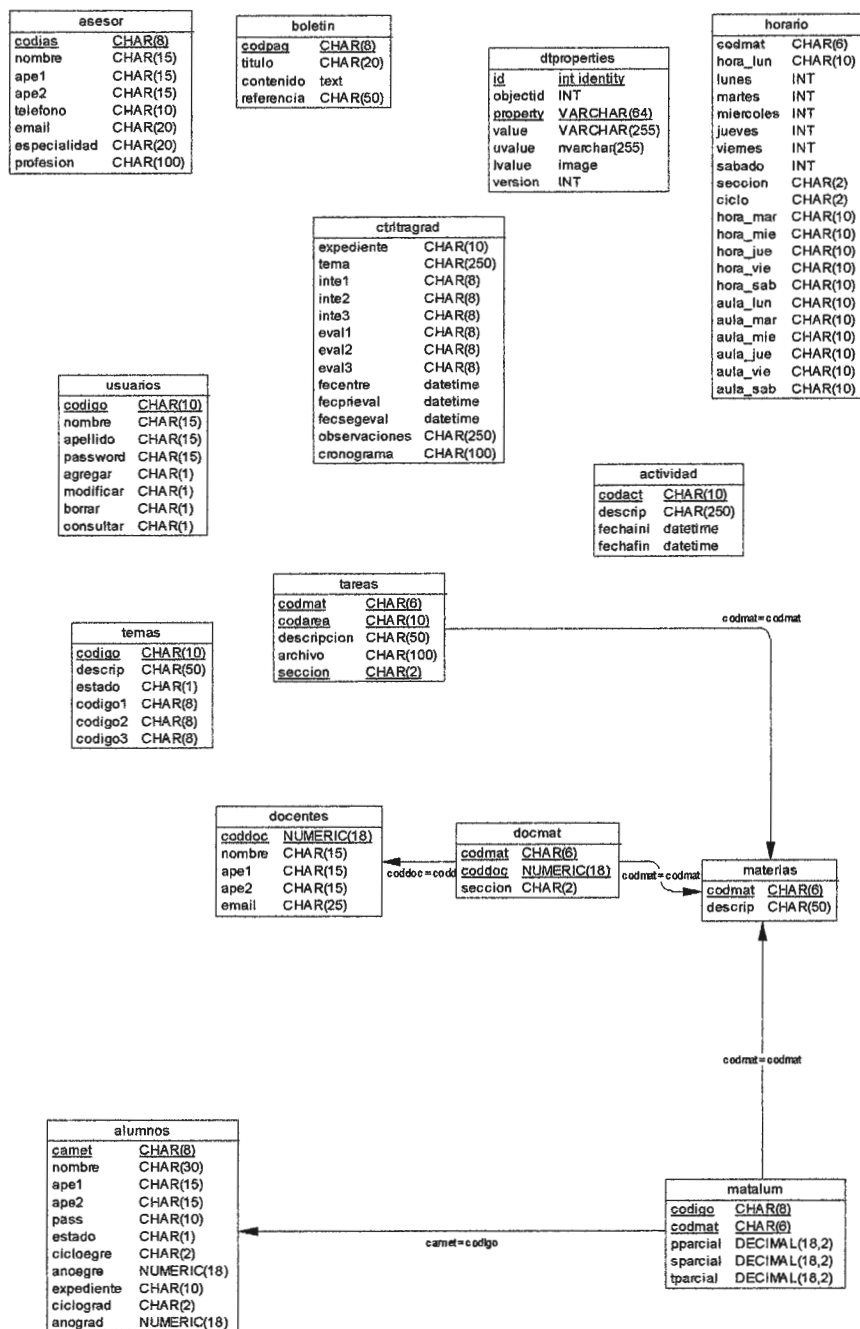 asesor
codias CHAR(8)
nombre CHAR(15)
ape1 CHAR(15)
ape2 CHAR(15)
telefono CHAR(10)
email CHAR(20)
especialidad CHAR(20)
profesion CHAR(100)
boletin
codpag CHAR(8)
titulo CHAR(20)
contenido text
referencia CHAR(50)
dtproperties
id int identity
objectid INT
property VARCHAR(64)
value VARCHAR(255)
uvalue nvarchar(255)
lvalue image
version INT
horario
codmat CHAR(6)
hora_lun CHAR(10)
lunes INT
martes INT
miercoles INT
jueves INT
viernes INT
sabado INT
seccion CHAR(2)
ciclo CHAR(2)
hora_mar CHAR(10)
hora_mie CHAR(10)
hora_jue CHAR(10)
hora_vie CHAR(10)
hora_sab CHAR(10)
aula_lun CHAR(10)
aula_mar CHAR(10)
aula_mie CHAR(10)
aula_jue CHAR(10)
aula_vie CHAR(10)
aula_sab CHAR(10)
ctrltragrad
expediente CHAR(10)
tema CHAR(250)
inte1 CHAR(8)
inte2 CHAR(8)
inte3 CHAR(8)
eval1 CHAR(8)
eval2 CHAR(8)
eval3 CHAR(8)
fecentre datetime
fecprieval datetime
fecsegeval datetime
observaciones CHAR(250)
cronograma CHAR(100)
usuarios
codigo CHAR(10)
nombre CHAR(15)
apellido CHAR(15)
password CHAR(15)
agregar CHAR(1)
modificar CHAR(1)
borrar CHAR(1)
consultar CHAR(1)
actividad
codact CHAR(10)
descrip CHAR(250)
fechaini datetime
fechafin datetime
tareas
codmat CHAR(6)
codarea CHAR(10)
descripcion CHAR(50)
archivo CHAR(100)
seccion CHAR(2)
codmat=codmat
temas
codigo CHAR(10)
descrip CHAR(50)
estado CHAR(1)
codigo1 CHAR(8)
codigo2 CHAR(8)
codigo3 CHAR(8)
docentes
coddoc NUMERIC(18)
nombre CHAR(15)
ape1 CHAR(15)
ape2 CHAR(15)
email CHAR(25)
coddoc=codd
docmat
codmat CHAR(6)
coddoc NUMERIC(18)
seccion CHAR(2)
codmat=codmat
materias
codmat CHAR(6)
descrip CHAR(50)
codmat=codmat
alumnos
carnet CHAR(8)
nombre CHAR(30)
ape1 CHAR(15)
ape2 CHAR(15)
pass CHAR(10)
estado CHAR(1)
cicloegre CHAR(2)
anoegre NUMERIC(18)
expediente CHAR(10)
ciclograd CHAR(2)
anograd NUMERIC(18)
carnet=codigo
matalum
codigo CHAR(8)
codmat CHAR(6)
pparcial DECIMAL(18,2)
sparcial DECIMAL(18,2)
tparcial DECIMAL(18,2)